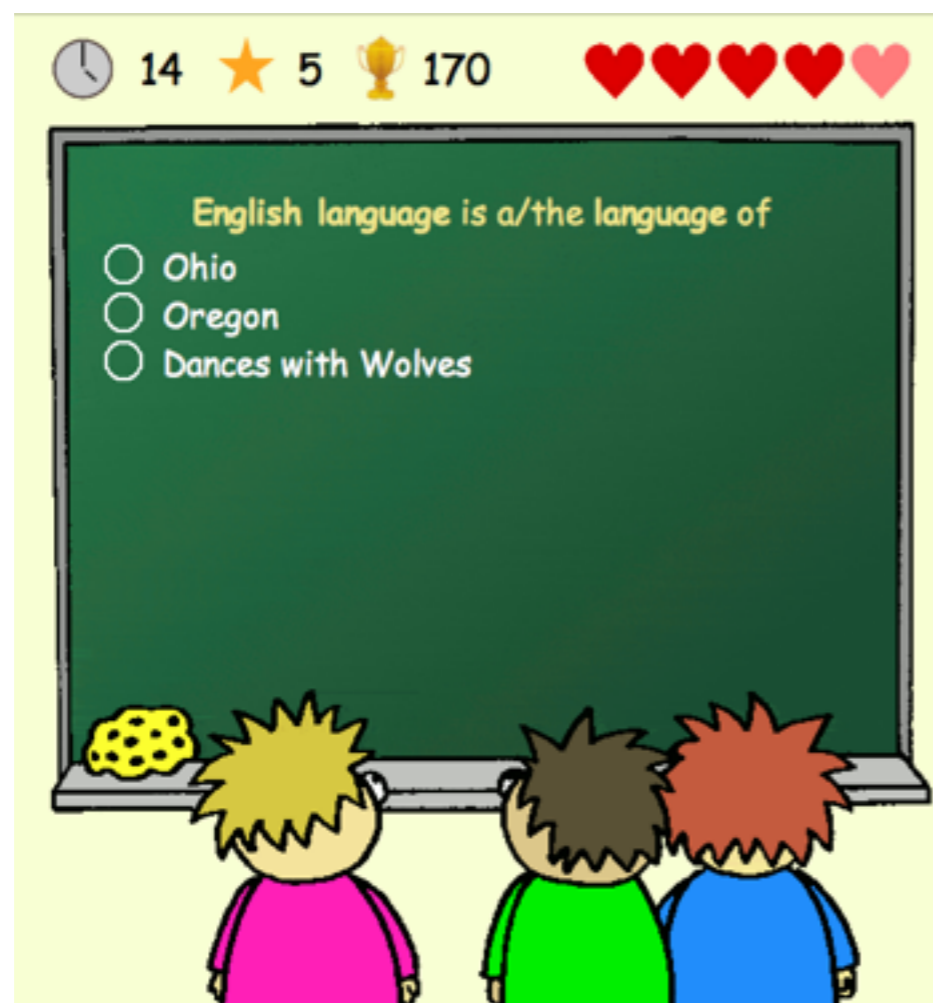 14 5 170
English language is a/the language of
Ohio
Oregon
Dances with Wolves